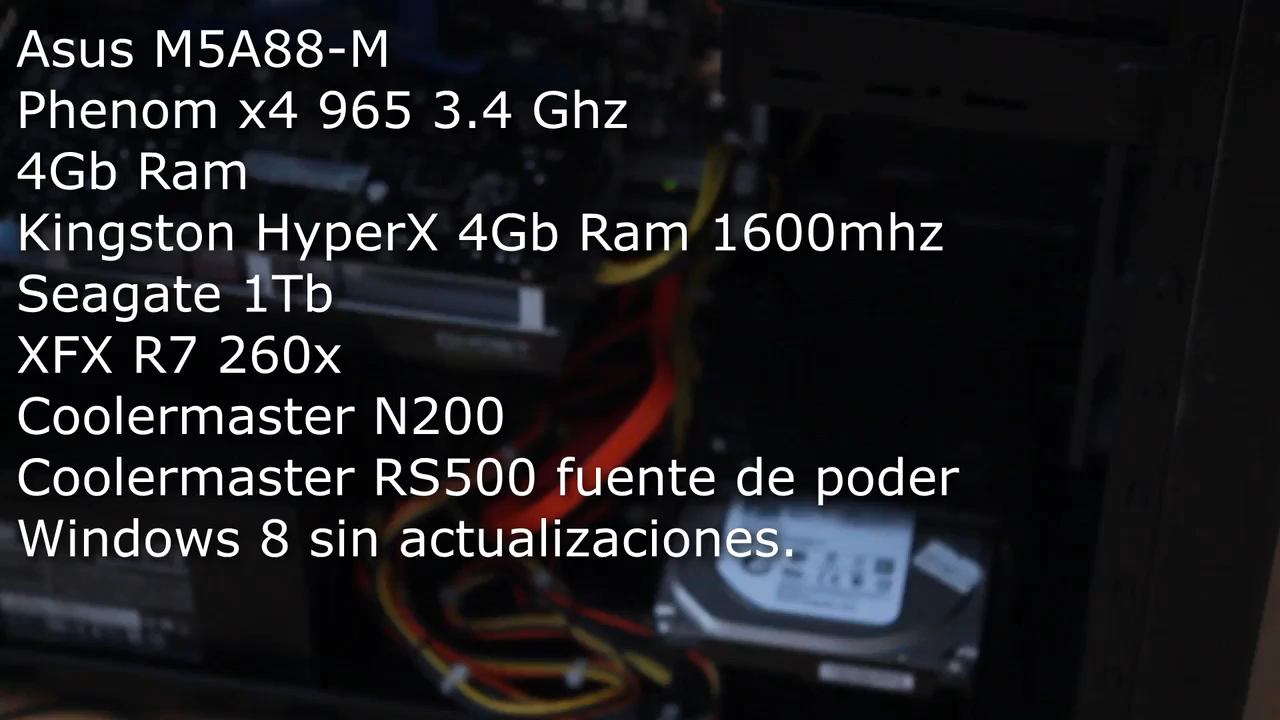 Asus M5A88-M
Phenom x4 965 3.4 Ghz
4Gb Ram
Kingston HyperX 4Gb Ram 1600mhz
Seagate 1Tb
XFX R7 260x
Coolermaster N200
Coolermaster RS500 fuente de poder
Windows 8 sin actualizaciones.